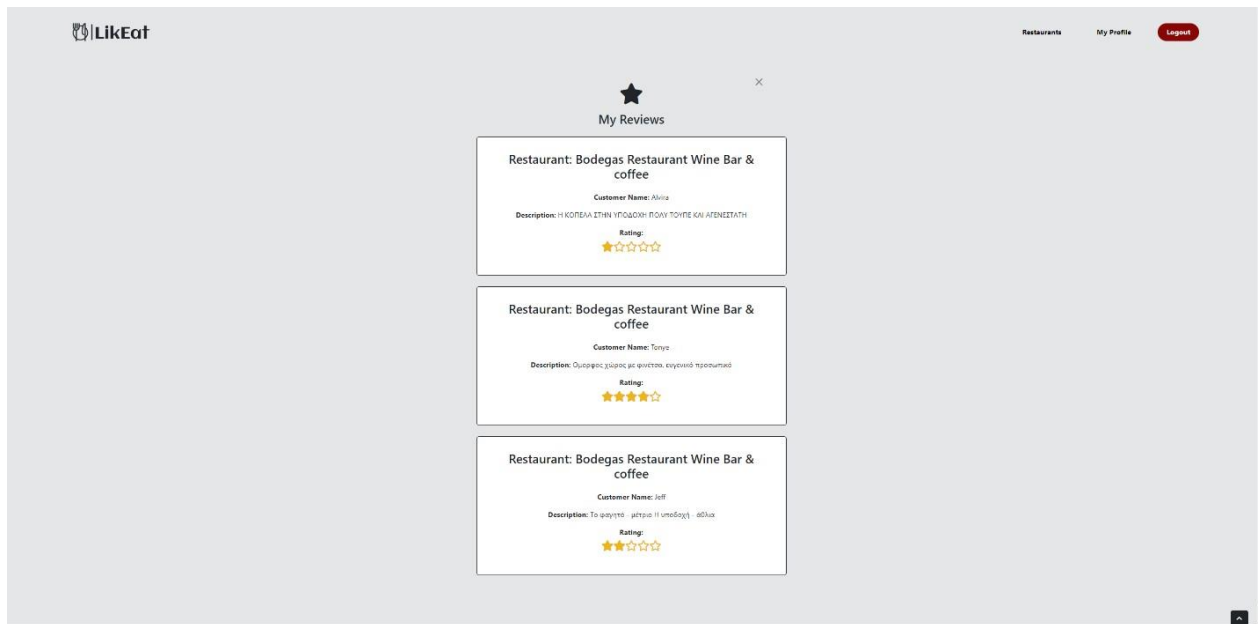 LikEat
Restaurants My Profile Logout
My Reviews
Restaurant: Bodegas Restaurant Wine Bar &
coffee
Customer Name: Alvira
Description: Η ΚΟΠΕΛΑ ΣΤΗΝ ΥΠΟΔΟΧΗ ΠΟΛΥ ΤΟΥΠΕ ΚΑΙ ΑΓΕΝΕΣΤΑΤΗ
Rating:
Restaurant: Bodegas Restaurant Wine Bar &
coffee
Customer Name: Tonye
Description: Όμορφος χώρος με φινέτσα, ευγενικό προσωπικό
Rating:
Restaurant: Bodegas Restaurant Wine Bar &
coffee
Customer Name: Jeff
Description: Το φαγητό - μέτριο Η υποδοχή - άθλια
Rating: